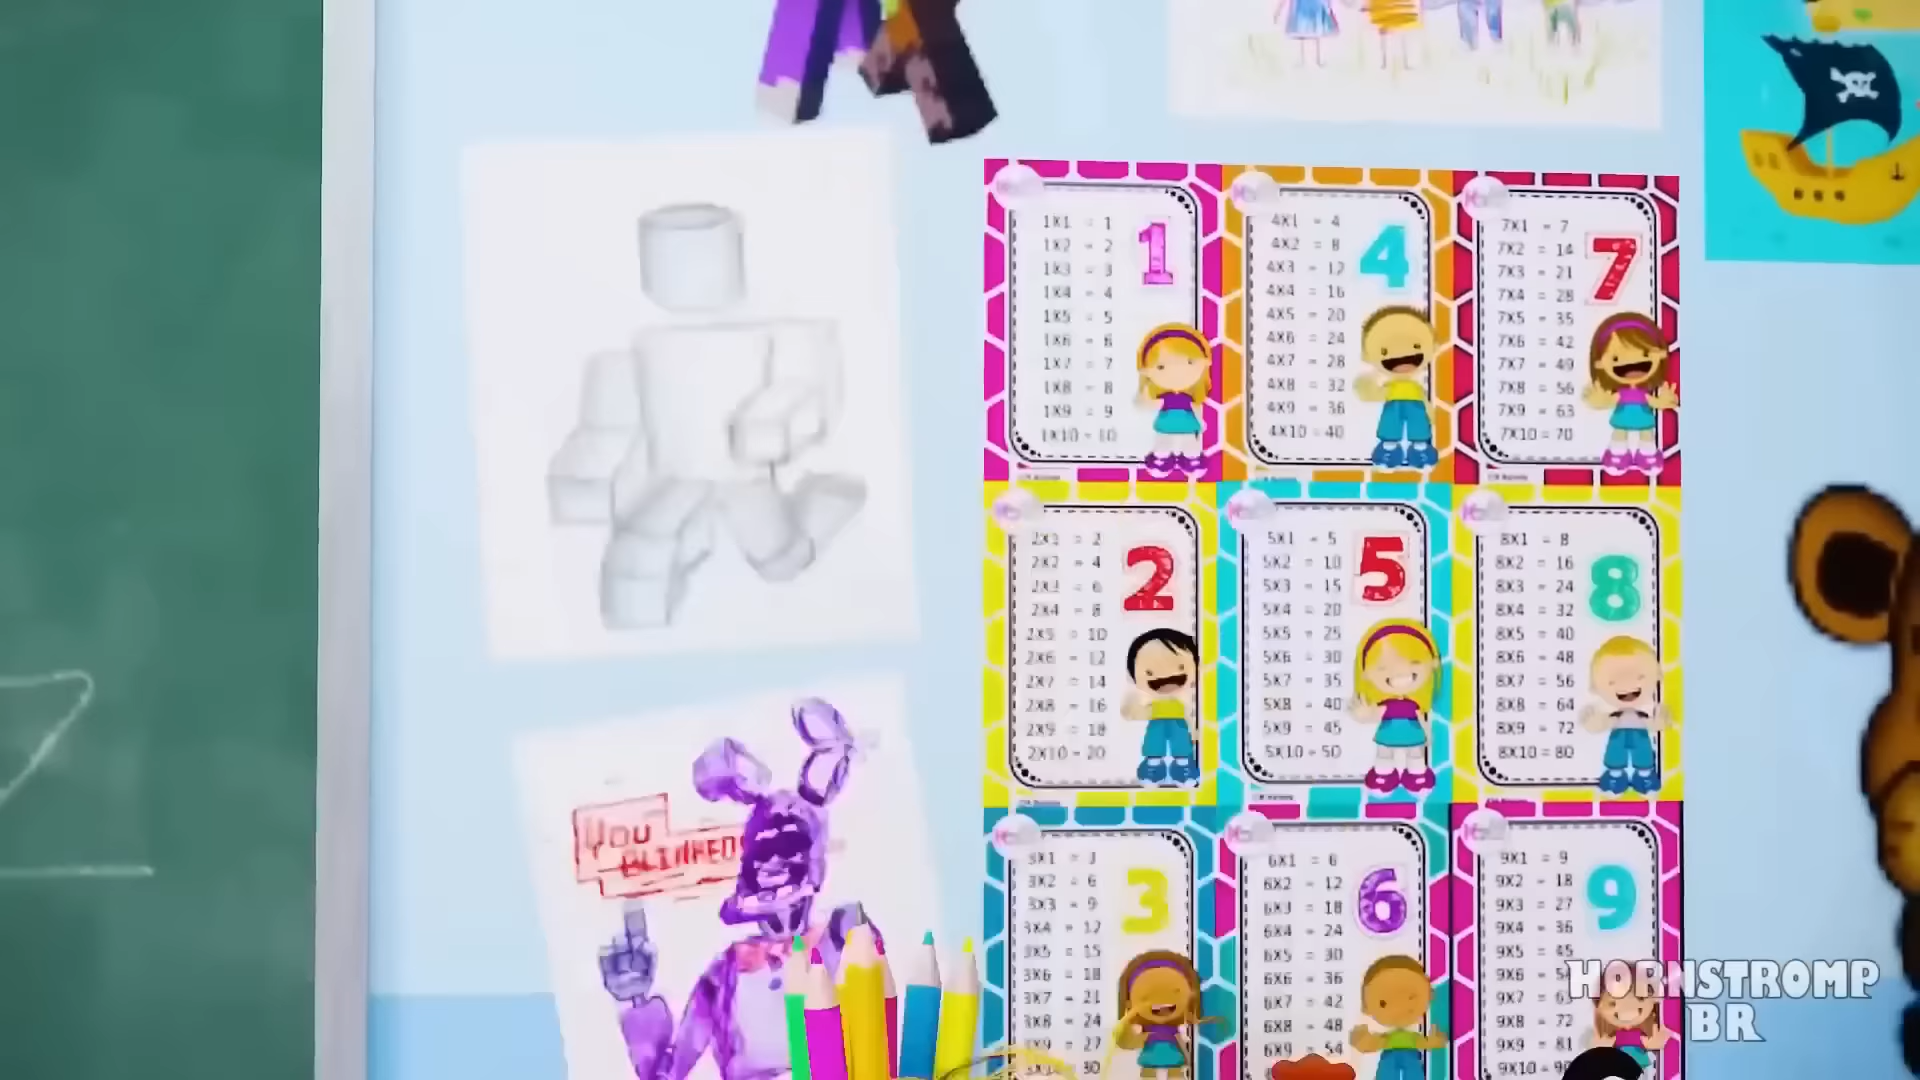 1X1 = 1
1X2 = 2
1X3 = 3
1X4 = 4
1X5 = 5
1X6 = 6
1X7 = 7
1X8 = 8
1X9 = 9
1X10 = 10
1
4X1 = 4
4X2 = 8
4X3 = 12
4X4 = 16
4X5 = 20
4X6 = 24
4X7 = 28
4X8 = 32
4X9 = 36
4X10 = 40
4
7X1 = 7
7X2 = 14
7X3 = 21
7X4 = 28
7X5 = 35
7X6 = 42
7X7 = 49
7X8 = 56
7X9 = 63
7X10 = 70
7
2X1 = 2
2X2 = 4
2X3 = 6
2X4 = 8
2X5 = 10
2X6 = 12
2X7 = 14
2X8 = 16
2X9 = 18
2X10 = 20
2
5X1 = 5
5X2 = 10
5X3 = 15
5X4 = 20
5X5 = 25
5X6 = 30
5X7 = 35
5X8 = 40
5X9 = 45
5X10 = 50
5
8X1 = 8
8X2 = 16
8X3 = 24
8X4 = 32
8X5 = 40
8X6 = 48
8X7 = 56
8X8 = 64
8X9 = 72
8X10 = 80
8
You
BLINKED
3X1 = 3
3X2 = 6
3X3 = 9
3X4 = 12
3X5 = 15
3X6 = 18
3X7 = 21
3X8 = 24
3X9 = 27
30
3
6X1 = 6
6X2 = 12
6X3 = 18
6X4 = 24
6X5 = 30
6X6 = 36
6X7 = 42
6X8 = 48
6X9 = 54
6
9X1 = 9
9X2 = 18
9X3 = 27
9X4 = 36
9X5 = 45
9X6 =
9X7 =
9X8 = 72
9X9 = 81
9X10 =
9
HORNSTROMP
BR